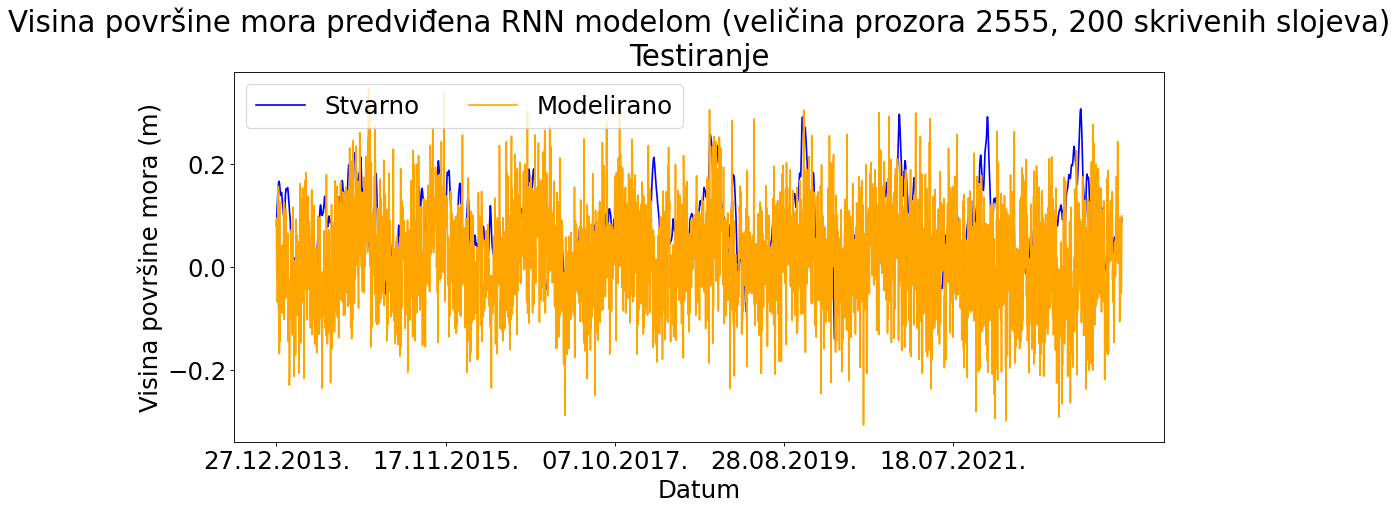 Visina površine mora predviđena RNN modelom (veličina prozora 2555, 200 skrivenih slojeva)
Testiranje
Stvarno
Modelirano
Visina površine mora (m)
0.2
0.0
−0.2
27.12.2013.
17.11.2015.
07.10.2017.
28.08.2019.
18.07.2021.
Datum